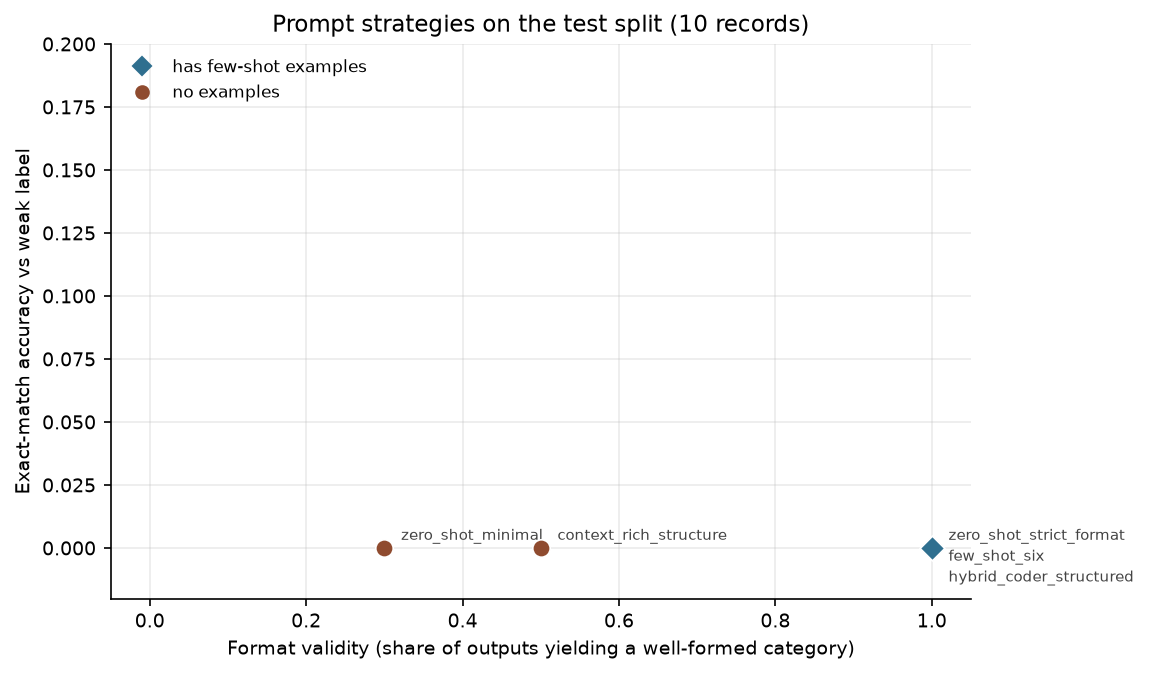 Prompt strategies on the test split (10 records)
has few-shot examples
no examples
Exact-match accuracy vs weak label
0.200
0.175
0.150
0.125
0.100
0.075
0.050
0.025
0.000
zero_shot_minimal
context_rich_structure
zero_shot_strict_format
few_shot_six
hybrid_coder_structured
0.0
0.2
0.4
0.6
0.8
1.0
Format validity (share of outputs yielding a well-formed category)